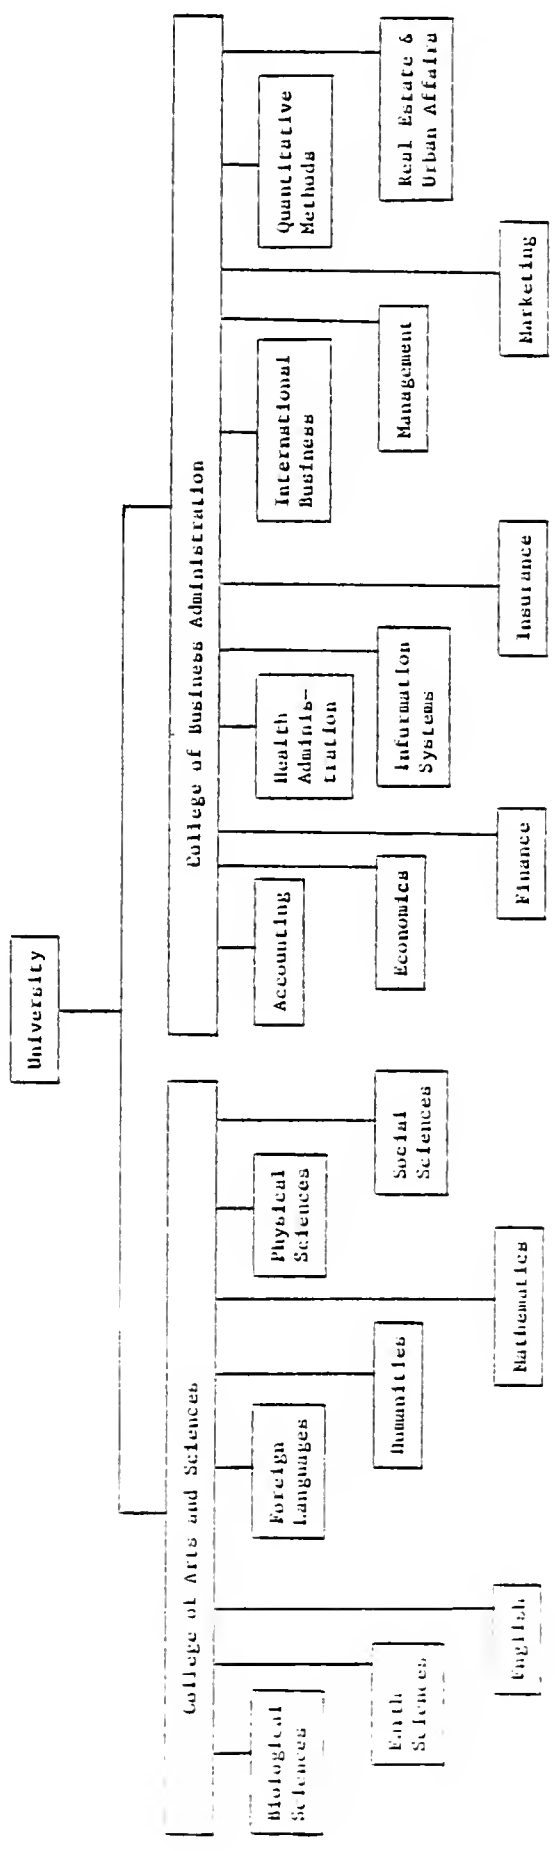 University
College of Arts and Sciences
College of Business Administration
Biological
Sciences
Earth
Sciences
English
Foreign
Languages
Humanities
Mathematics
Physical
Sciences
Social
Sciences
Accounting
Economics
Finance
Health
Adminis-
tration
Information
Systems
Insurance
International
Business
Management
Marketing
Quantitative
Methods
Real Estate &
Urban Affairs